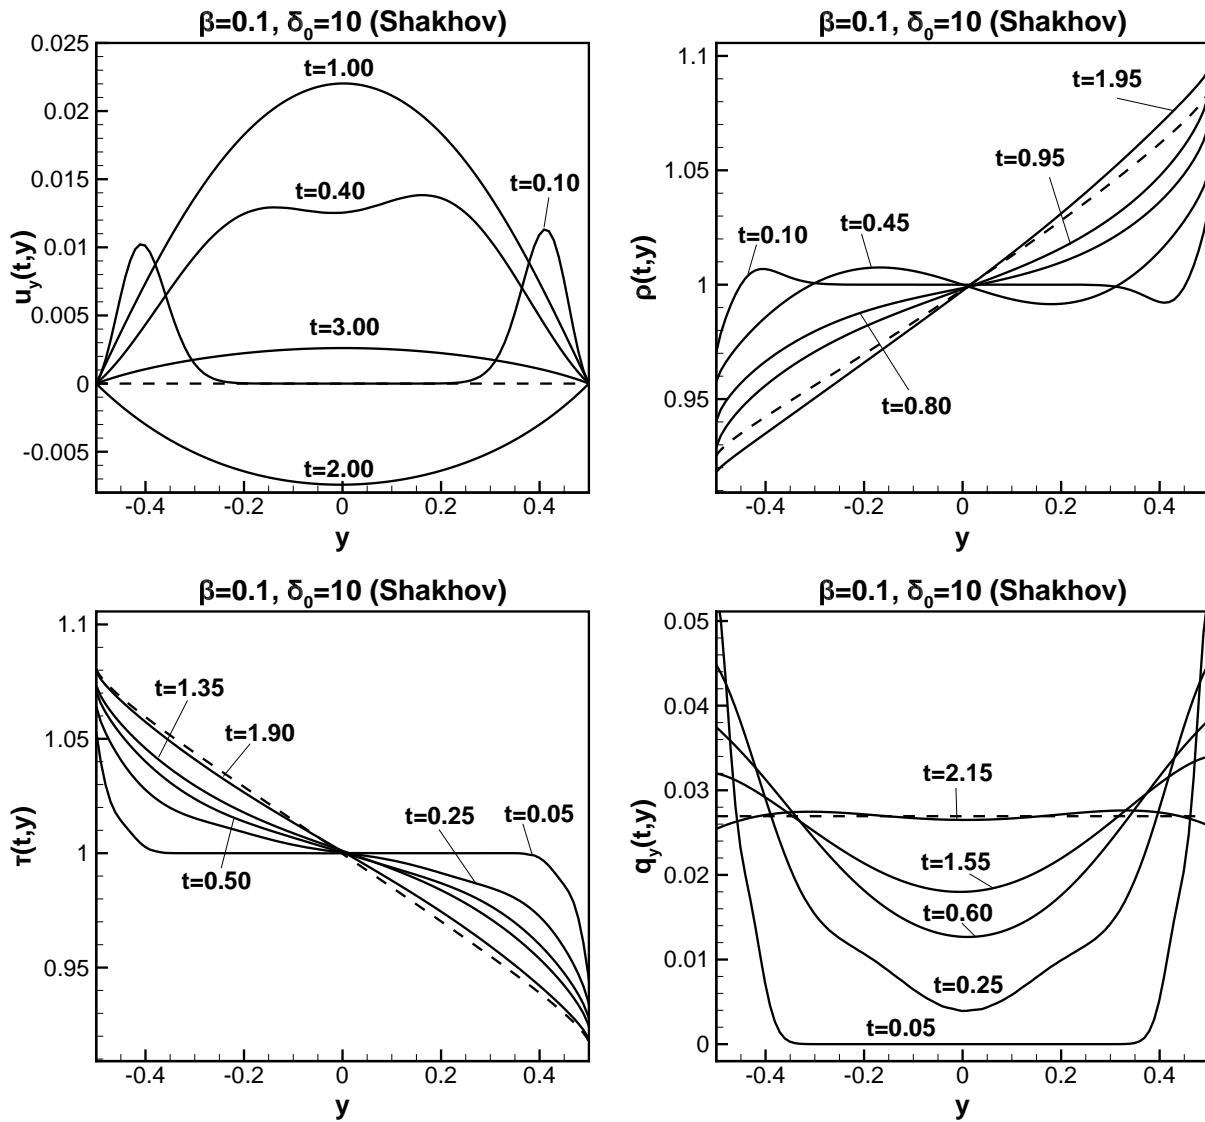 β=0.1, δ₀=10 (Shakhov)
0.025
0.02
0.015
0.01
0.005
0
-0.005
u_y(t,y)
t=1.00
t=0.40
t=0.10
t=3.00
t=2.00
-0.4
-0.2
0
0.2
0.4
y
β=0.1, δ₀=10 (Shakhov)
1.1
1.05
1
0.95
ρ(t,y)
t=1.95
t=0.95
t=0.45
t=0.10
t=0.80
-0.4
-0.2
0
0.2
0.4
y
β=0.1, δ₀=10 (Shakhov)
1.1
1.05
1
0.95
τ(t,y)
t=1.35
t=1.90
t=0.25
t=0.05
t=0.50
-0.4
-0.2
0
0.2
0.4
y
β=0.1, δ₀=10 (Shakhov)
0.05
0.04
0.03
0.02
0.01
0
q_y(t,y)
t=2.15
t=1.55
t=0.60
t=0.25
t=0.05
-0.4
-0.2
0
0.2
0.4
y